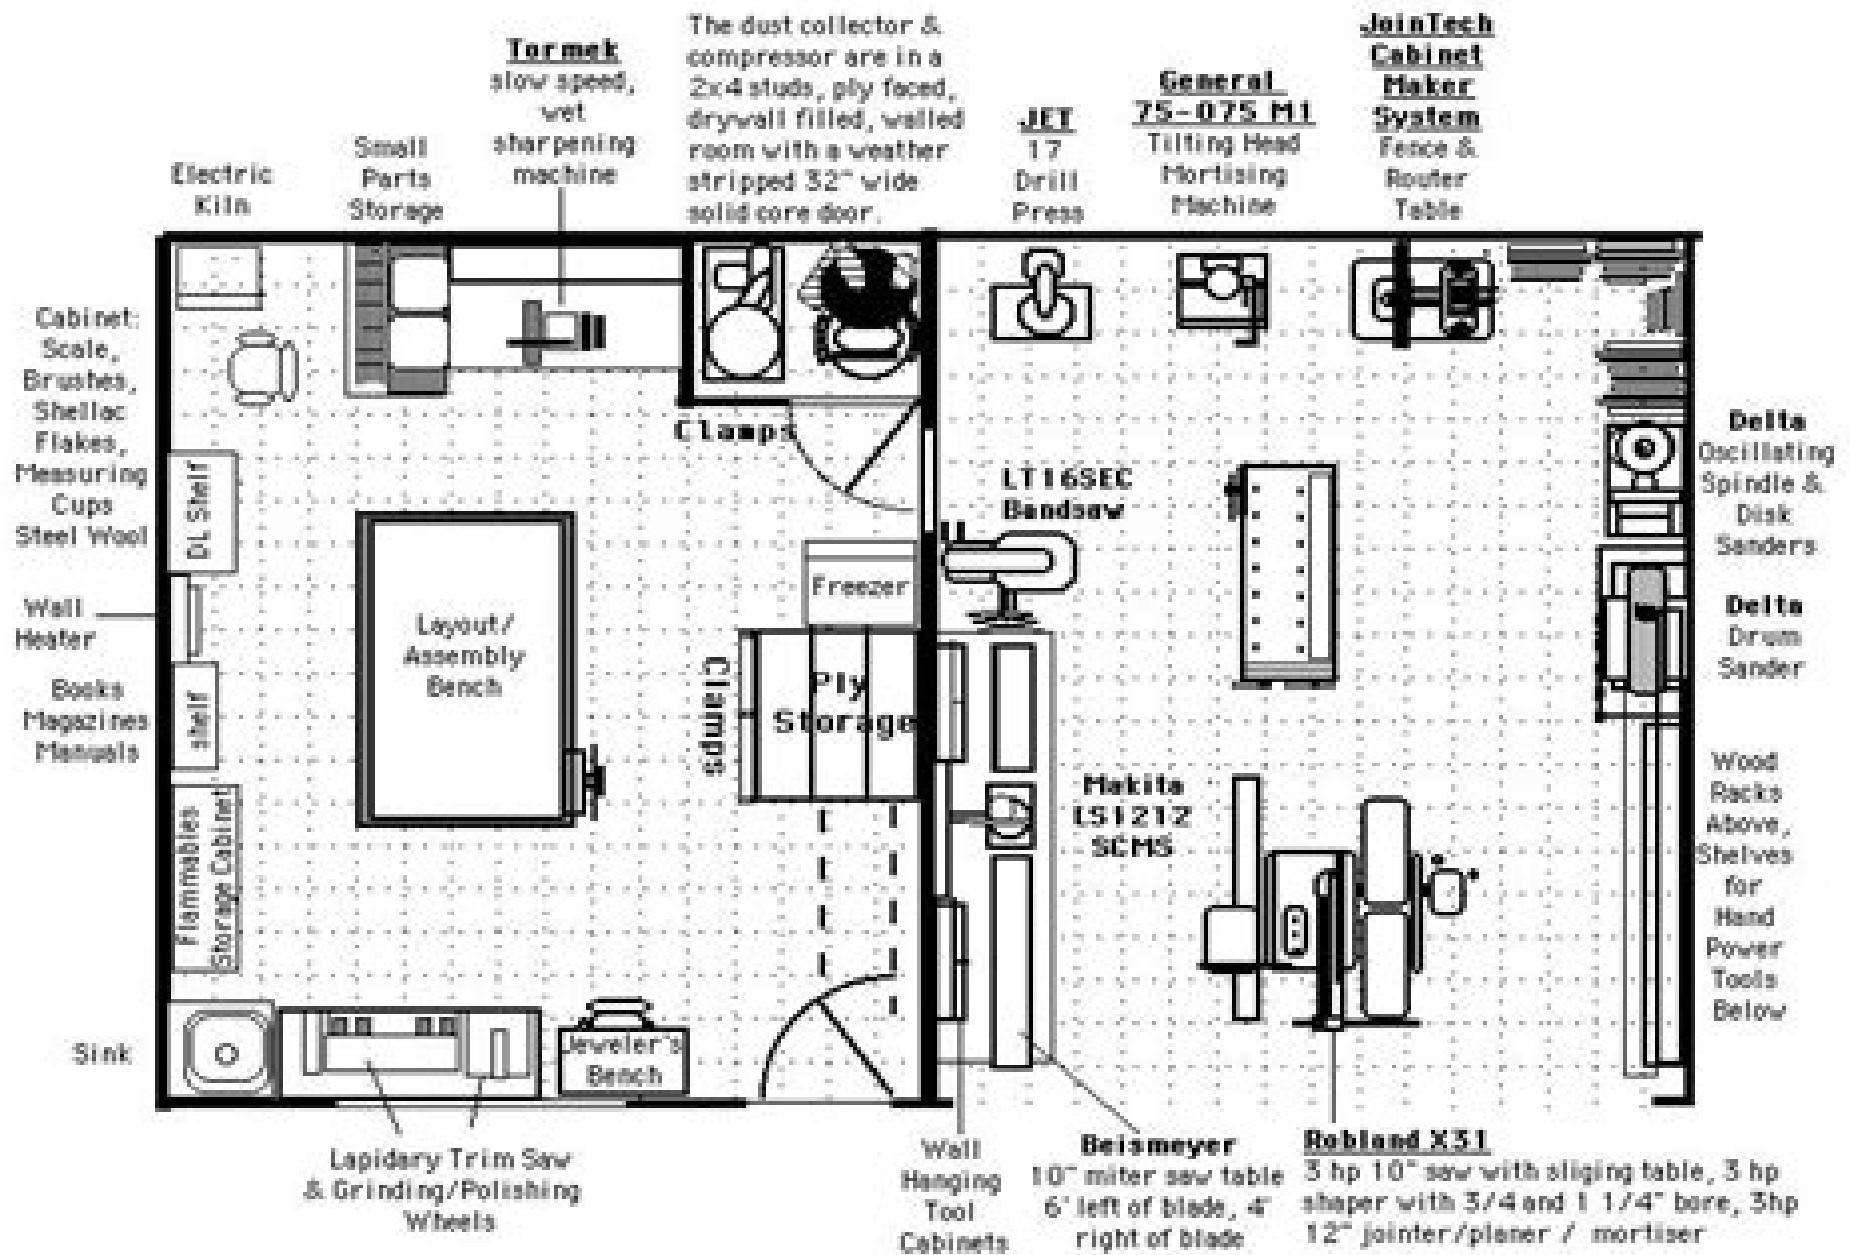 Tormek
slow speed,
wet
sharpening
machine
The dust collector &
compressor are in a
2x4 studs, ply faced,
drywall filled, walled
room with a weather
stripped 32" wide
solid core door.
JET
17
Drill
Press
General
75-075 M1
Tilting Head
Mortising
Machine
JoinTech
Cabinet
Maker
System
Fence &
Router
Table
Electric
Kiln
Small
Parts
Storage
Cabinet:
Scale,
Brushes,
Shellac
Flakes,
Measuring
Cups
Steel Wool
DL Shelf
Wall
Heater
Books
Magazines
Manuals
shelf
Flammables
Storage Cabinet
Sink
Layout/
Assembly
Bench
Clamps
Freezer
Clamps
Ply
Storage
Jeweler's
Bench
Lapidary Trim Saw
& Grinding/Polishing
Wheels
LT16SEC
Bandsaw
Makita
LS1212
SCMS
Delta
Oscillating
Spindle &
Disk
Sanders
Delta
Drum
Sander
Wood
Racks
Above,
Shelves
for
Hand
Power
Tools
Below
Wall
Hanging
Tool
Cabinets
Beismeyer
10" miter saw table
6' left of blade, 4'
right of blade
Robland X31
3 hp 10" saw with sliging table, 3 hp
shaper with 3/4 and 1 1/4" bore, 3hp
12" jointer/planer / mortiser